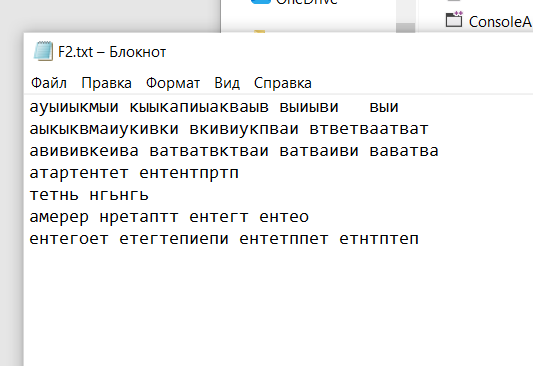 OneDrive
ConsoleA
F2.txt – Блокнот
Файл Правка Формат Вид Справка
ауыиыкмыи кыыкапиыакваыв выиыви   выи
аыкыквмаиукивки вкивиукпваи втветваатват
авививкеива ватватвктваи ватваиви ваватва
атартентет ентентпртп
тетнь нгьнгь
амерер нретаптт ентегт ентео
ентегоет етегтепиепи ентетппет етнтптеп